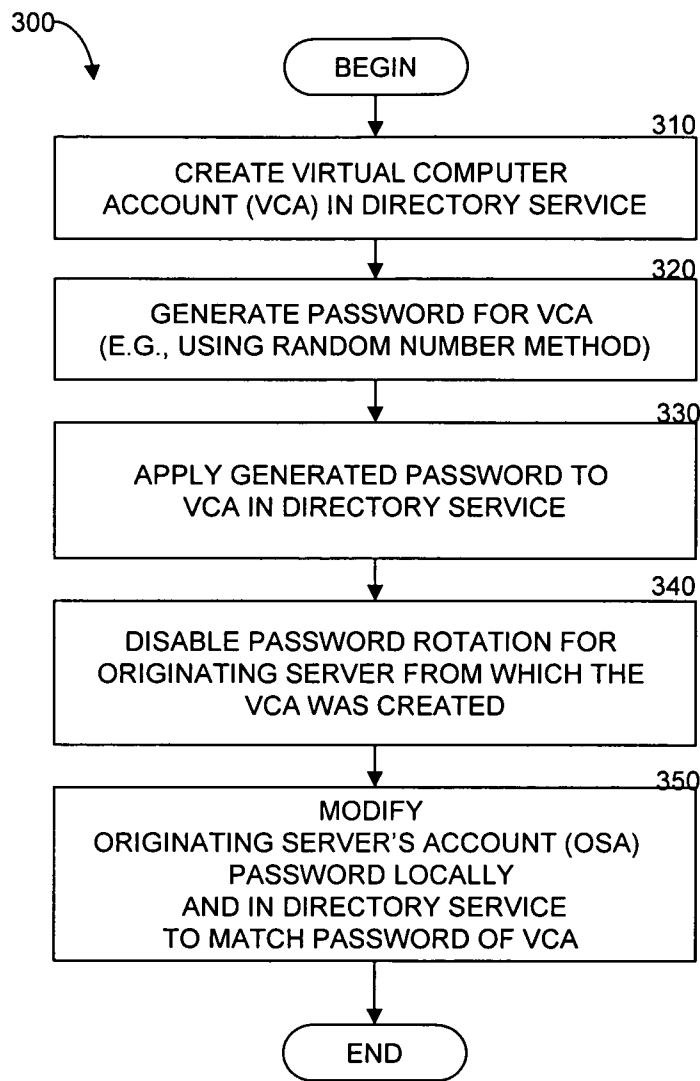 300
BEGIN
310
CREATE VIRTUAL COMPUTER
ACCOUNT (VCA) IN DIRECTORY SERVICE
320
GENERATE PASSWORD FOR VCA
(E.G., USING RANDOM NUMBER METHOD)
330
APPLY GENERATED PASSWORD TO
VCA IN DIRECTORY SERVICE
340
DISABLE PASSWORD ROTATION FOR
ORIGINATING SERVER FROM WHICH THE
VCA WAS CREATED
350
MODIFY
ORIGINATING SERVER'S ACCOUNT (OSA)
PASSWORD LOCALLY
AND IN DIRECTORY SERVICE
TO MATCH PASSWORD OF VCA
END